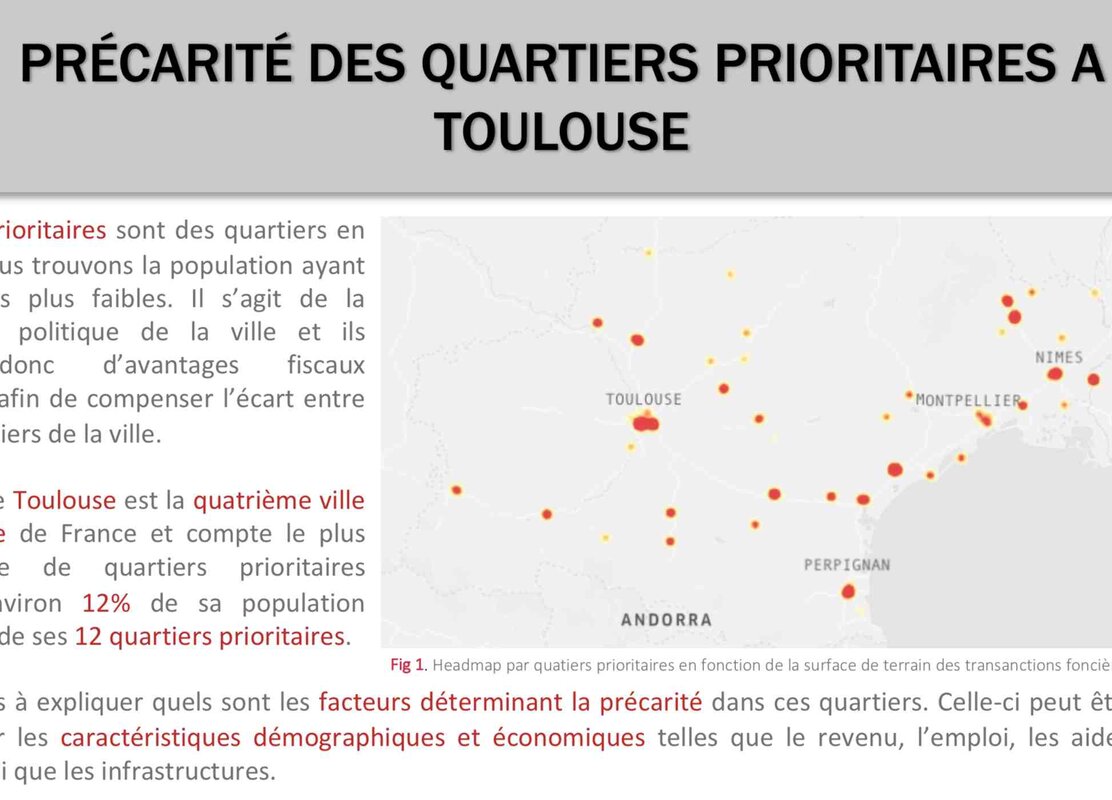 PRÉCARITÉ DES QUARTIERS PRIORITAIRES A
TOULOUSE
rioritaires sont des quartiers en
us trouvons la population ayant
s plus faibles. Il s’agit de la
politique de la ville et ils
donc d’avantages fiscaux
afin de compenser l’écart entre
iers de la ville.
e Toulouse est la quatrième ville
e de France et compte le plus
e de quartiers prioritaires
nviron 12% de sa population
de ses 12 quartiers prioritaires.
TOULOUSE
NIMES
MONTPELLIER
PERPIGNAN
ANDORRA
Fig 1. Headmap par quatiers prioritaires en fonction de la surface de terrain des transanctions fonciè
s à expliquer quels sont les facteurs déterminant la précarité dans ces quartiers. Celle-ci peut êt
r les caractéristiques démographiques et économiques telles que le revenu, l’emploi, les aide
i que les infrastructures.